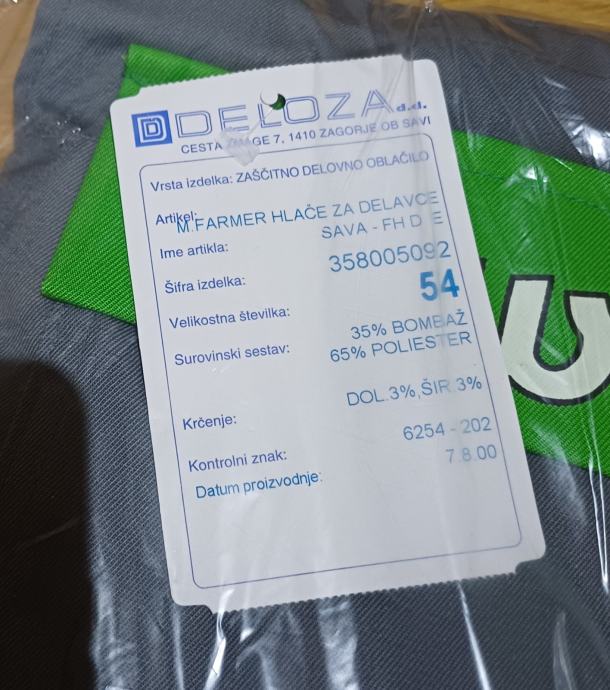 DELOZA d.d.
CESTA ZMAGE 7, 1410 ZAGORJE OB SAVI
Vrsta izdelka: ZAŠČITNO DELOVNO OBLAČILO
Artikel: M.FARMER HLAČE ZA DELAVCE
Ime artikla: SAVA - FH D E
Šifra izdelka: 358005092
Velikostna številka: 54
Surovinski sestav: 35% BOMBAŽ
65% POLIESTER
Krčenje: DOL.3%,ŠIR.3%
Kontrolni znak: 6254 - 202
Datum proizvodnje: 7.8.00